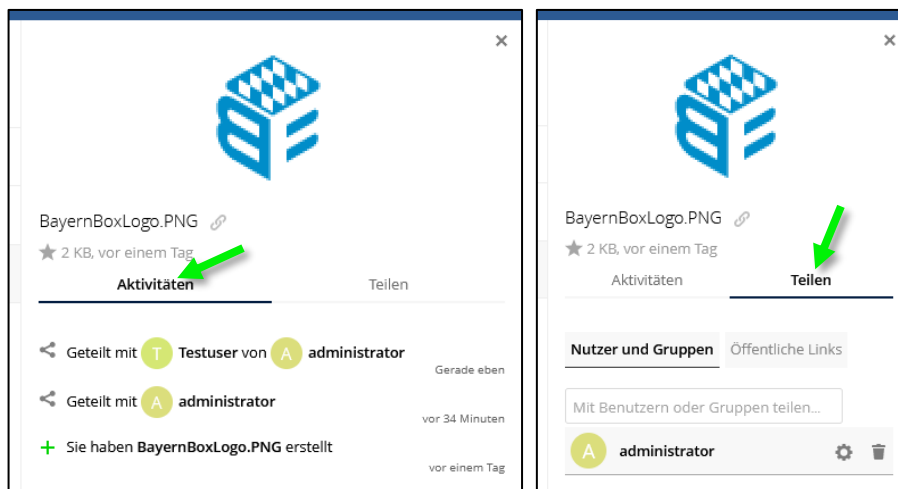 BayernBoxLogo.PNG
2 KB, vor einem Tag
Aktivitäten Teilen
Geteilt mit T Testuser von A administrator
Gerade eben
Geteilt mit A administrator
vor 34 Minuten
Sie haben BayernBoxLogo.PNG erstellt
vor einem Tag
BayernBoxLogo.PNG
2 KB, vor einem Tag
Aktivitäten Teilen
Nutzer und Gruppen Öffentliche Links
Mit Benutzern oder Gruppen teilen...
A administrator